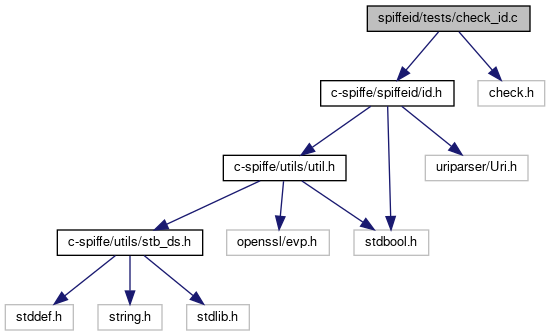 spiffeid/tests/check_id.c
c-spiffe/spiffeid/id.h
check.h
c-spiffe/utils/util.h
uriparser/Uri.h
c-spiffe/utils/stb_ds.h
openssl/evp.h
stdbool.h
stddef.h
string.h
stdlib.h